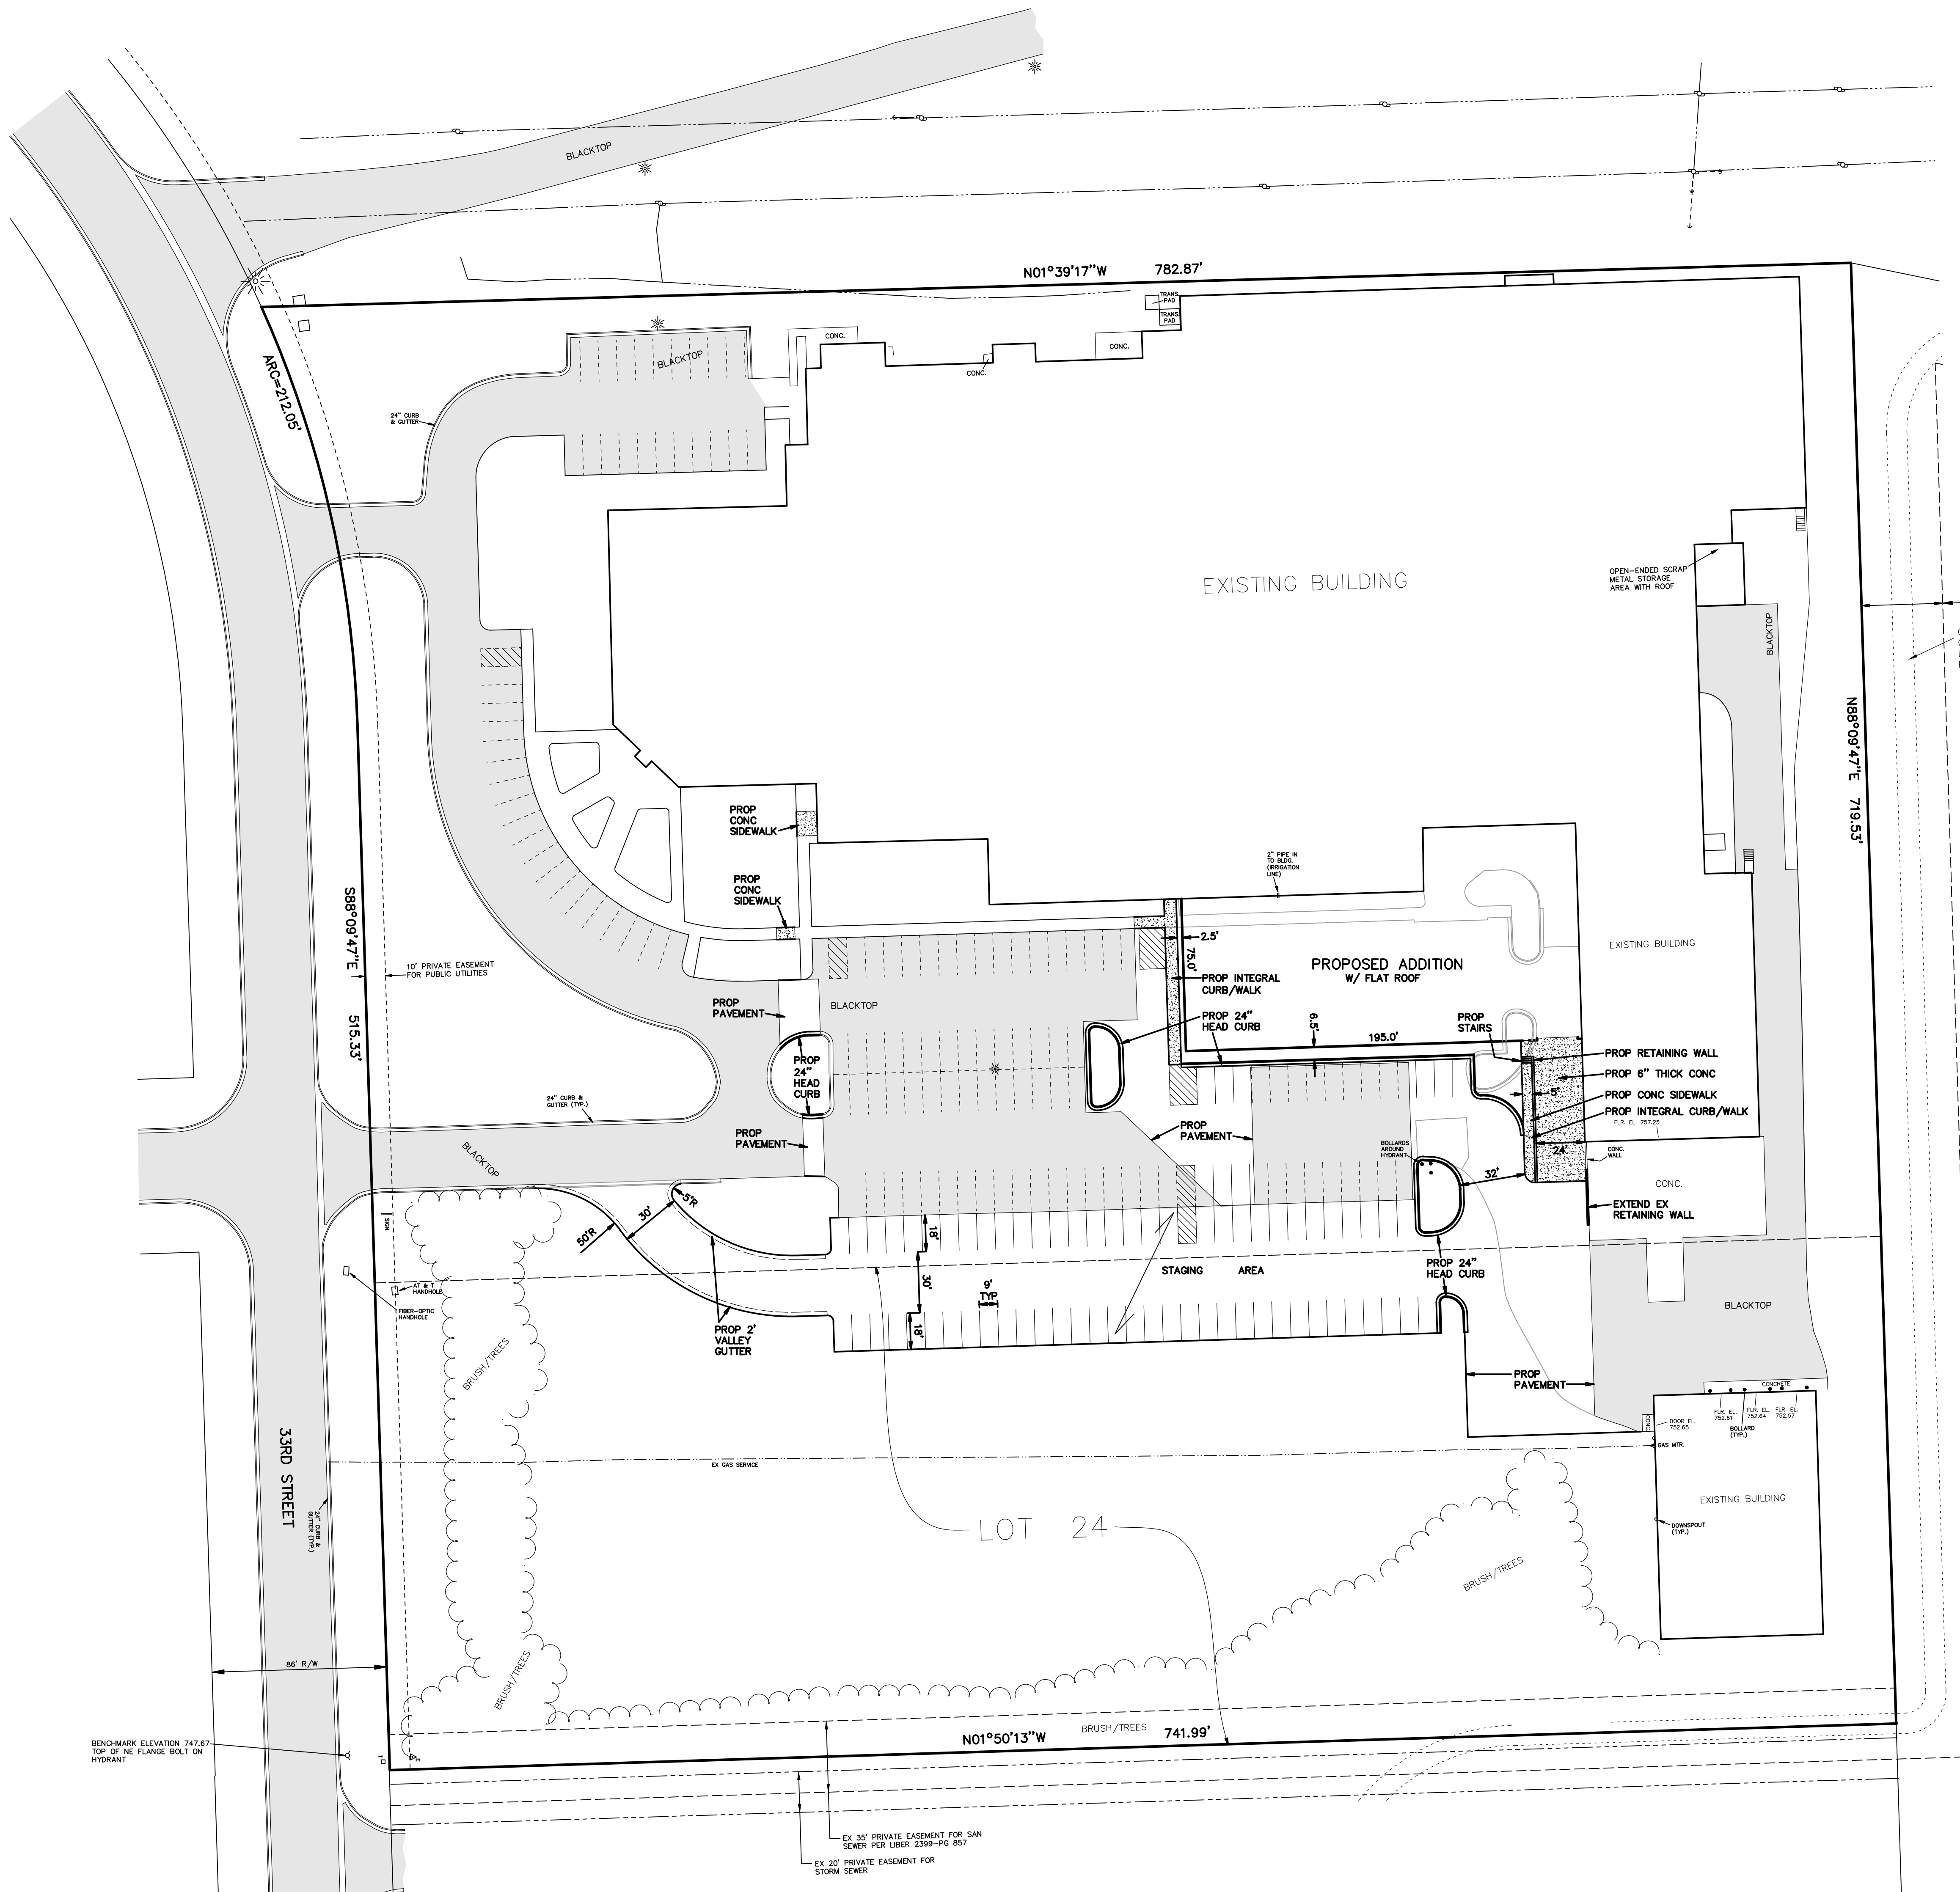 BLACKTOP
N01°39'17"W 782.87'
TRANS.
PAD
TRANS.
PAD
CONC.
CONC.
CONC.
BLACKTOP
ARC=212.05'
24" CURB
& GUTTER
EXISTING BUILDING
OPEN-ENDED SCRAP
METAL STORAGE
AREA WITH ROOF
BLACKTOP
N88°09'47"E 719.53'
PROP
CONC
SIDEWALK
PROP
CONC
SIDEWALK
2" PIPE IN
TO BLDG.
(IRRIGATION
LINE)
S88°09'47"E 515.33'
10' PRIVATE EASEMENT
FOR PUBLIC UTILITIES
2.5'
75.0'
PROPOSED ADDITION
W/ FLAT ROOF
EXISTING BUILDING
PROP INTEGRAL
CURB/WALK
PROP
PAVEMENT
BLACKTOP
PROP 24"
HEAD CURB
6.5'
195.0'
PROP
STAIRS
PROP RETAINING WALL
PROP 6" THICK CONC
5'
PROP CONC SIDEWALK
PROP INTEGRAL CURB/WALK
FLR. EL. 757.25
PROP
24"
HEAD
CURB
24" CURB &
GUTTER (TYP.)
PROP
PAVEMENT
PROP
PAVEMENT
BOLLARDS
AROUND
HYDRANT
24'
CONC.
WALL
32'
CONC.
BLACKTOP
EXTEND EX
RETAINING WALL
SIGN
5'R
30'
50'R
18'
30'
18'
9'
TYP
STAGING AREA
PROP 24"
HEAD CURB
AT & T
HANDHOLE
FIBER-OPTIC
HANDHOLE
PROP 2'
VALLEY
GUTTER
BLACKTOP
BRUSH/TREES
PROP
PAVEMENT
CONCRETE
FLR. EL.
752.61
FLR. EL.
752.64
FLR. EL.
752.57
BOLLARD
(TYP.)
CONC.
DOOR EL.
752.65
GAS MTR.
33RD STREET
EX GAS SERVICE
24" CURB &
GUTTER (TYP.)
LOT 24
EXISTING BUILDING
DOWNSPOUT
(TYP.)
BRUSH/TREES
86' R/W
BRUSH/TREES
BENCHMARK ELEVATION 747.67
TOP OF NE FLANGE BOLT ON
HYDRANT
N01°50'13"W 741.99'
BRUSH/TREES
EX 35' PRIVATE EASEMENT FOR SAN
SEWER PER LIBER 2399-PG 857
EX 20' PRIVATE EASEMENT FOR
STORM SEWER